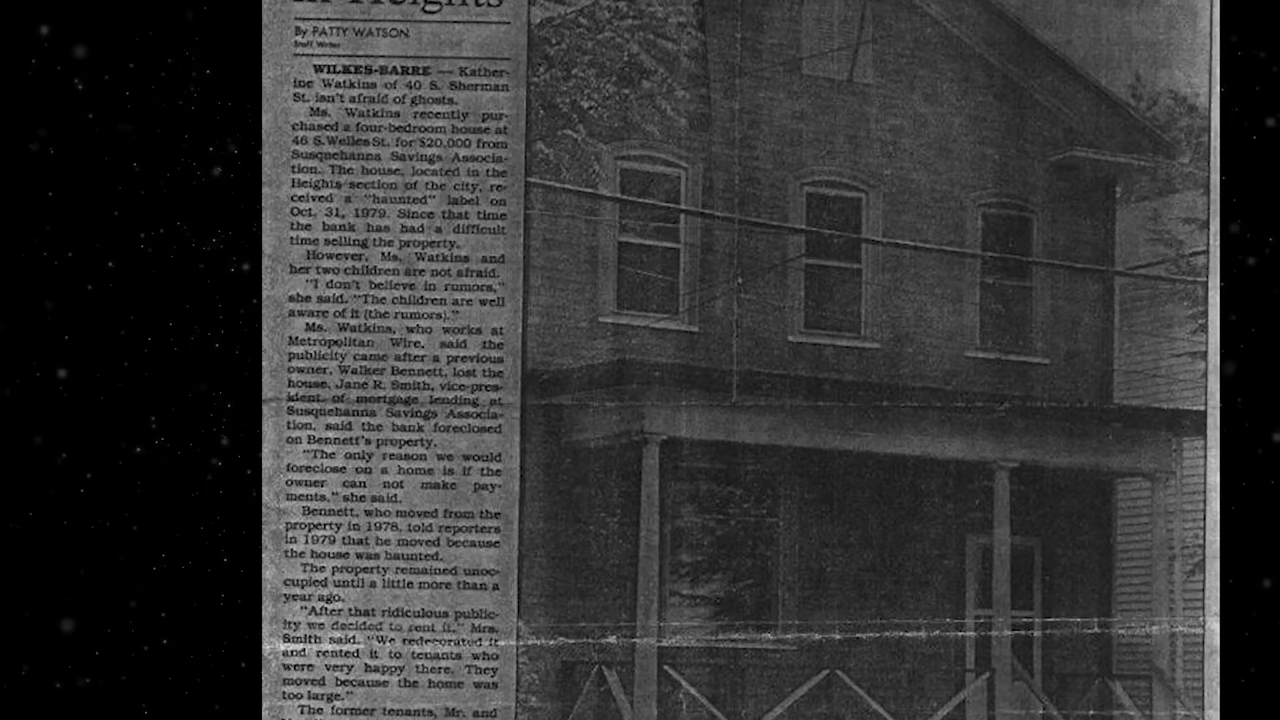 in Heights
By PATTY WATSON
Staff Writer
WILKES-BARRE — Kather-
ine Watkins of 40 S. Sherman
St. isn't afraid of ghosts.
Ms. Watkins recently pur-
chased a four-bedroom house at
46 S. Welles St. for $20,000 from
Susquehanna Savings Associa-
tion. The house, located in the
Heights section of the city, re-
ceived a "haunted" label on
Oct. 31, 1979. Since that time
the bank has had a difficult
time selling the property.
However, Ms. Watkins and
her two children are not afraid.
"I don't believe in rumors,"
she said. "The children are well
aware of it (the rumors)."
Ms. Watkins, who works at
Metropolitan Wire, said the
publicity came after a previous
owner, Walker Bennett, lost the
house. Jane R. Smith, vice-pres-
ident of mortgage lending at
Susquehanna Savings Associa-
tion, said the bank foreclosed
on Bennett's property.
"The only reason we would
foreclose on a home is if the
owner can not make pay-
ments," she said.
Bennett, who moved from the
property in 1978, told reporters
in 1979 that he moved because
the house was haunted.
The property remained unoc-
cupied until a little more than a
year ago.
"After that ridiculous public-
ity we decided to rent it," Mrs.
Smith said. "We redecorated it
and rented it to tenants who
were very happy there. They
moved because the home was
too large."
The former tenants, Mr. and